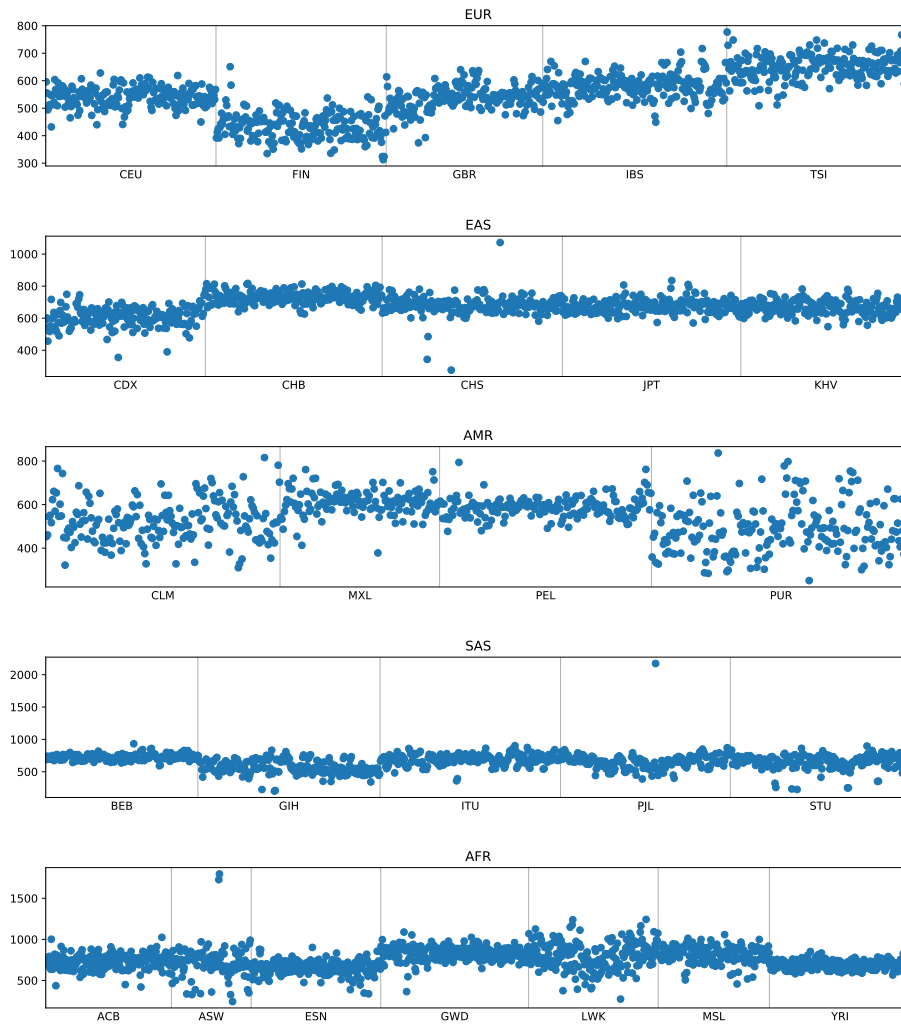 EUR
800
700
600
500
400
300
CEU FIN GBR IBS TSI
EAS
1000
800
600
400
CDX CHB CHS JPT KHV
AMR
800
600
400
CLM MXL PEL PUR
SAS
2000
1500
1000
500
BEB GIH ITU PJL STU
AFR
1500
1000
500
ACB ASW ESN GWD LWK MSL YRI